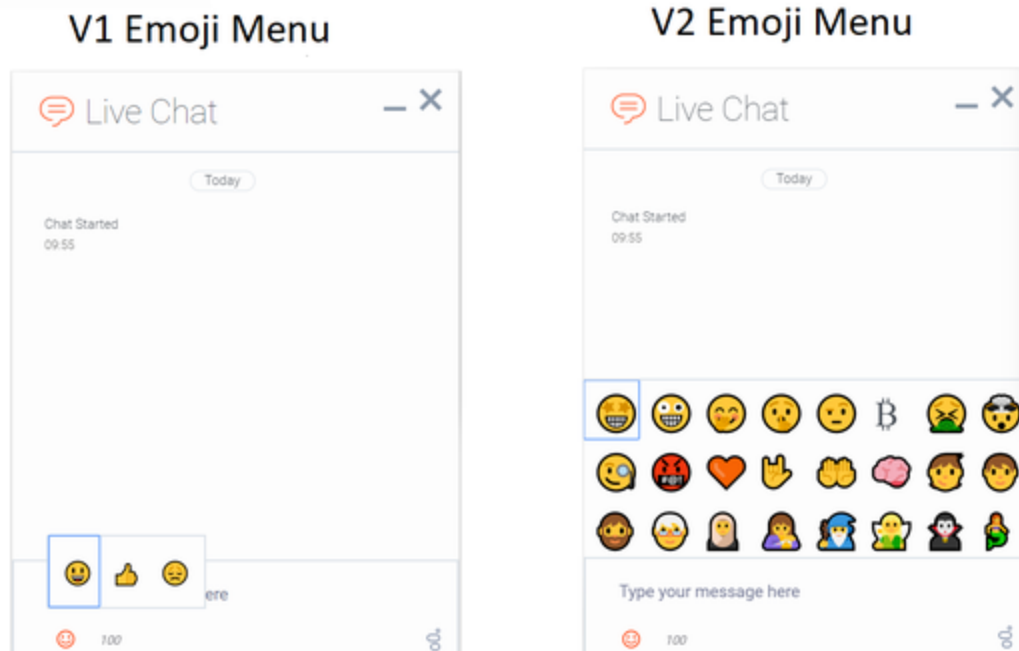 V1 Emoji Menu
Live Chat
Today
Chat Started
09:55
ere
100
V2 Emoji Menu
Live Chat
Today
Chat Started
09:55
Type your message here
100